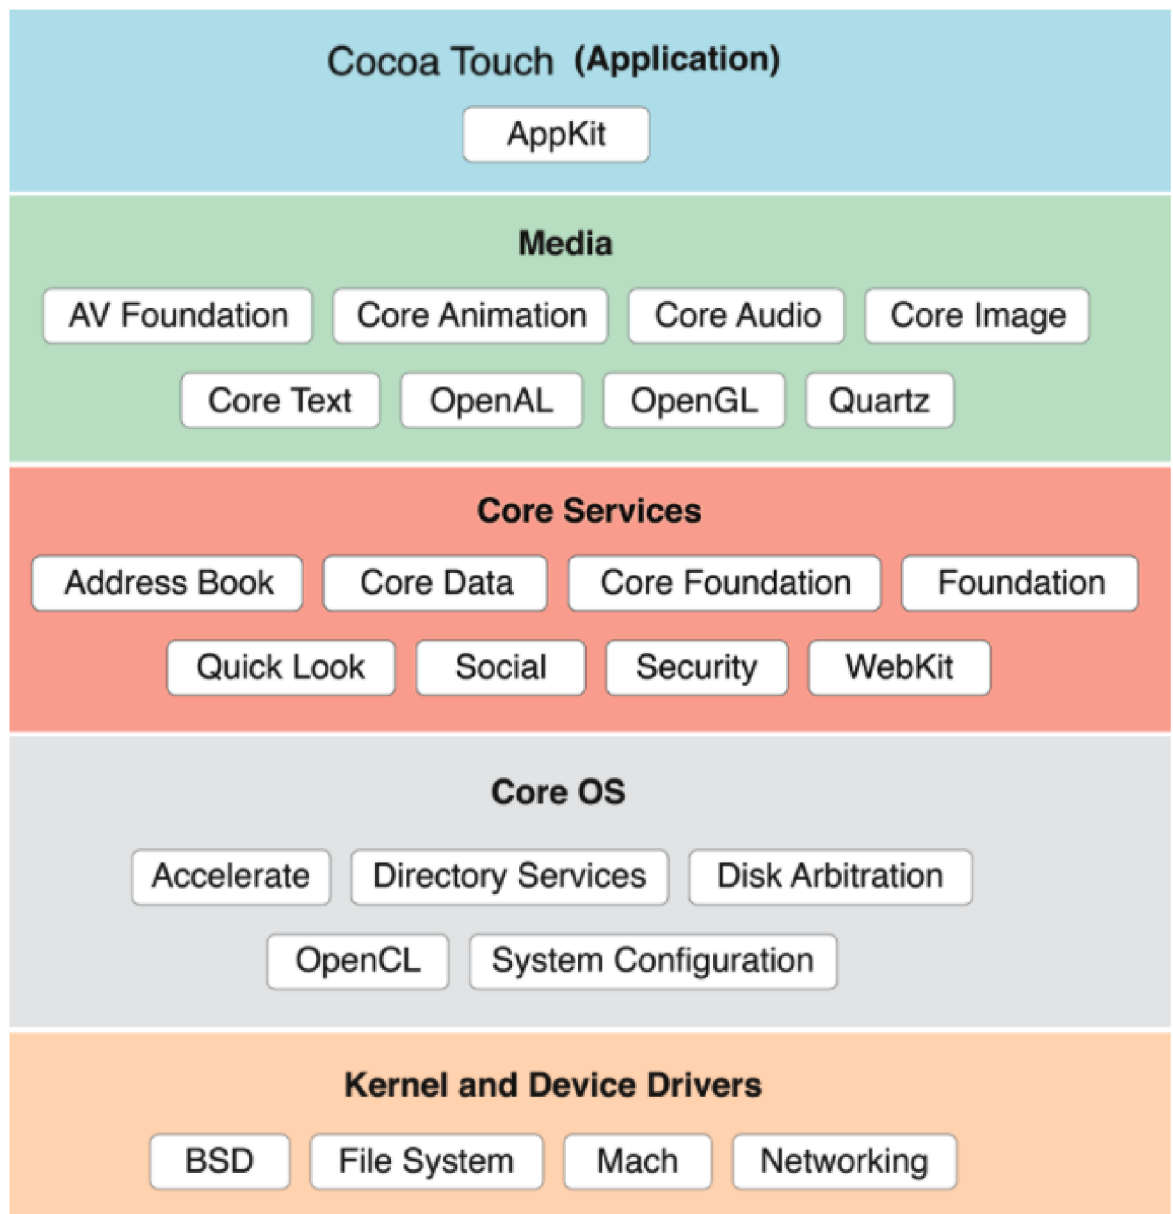 Cocoa Touch (Application)
AppKit
Media
AV Foundation Core Animation Core Audio Core Image
Core Text OpenAL OpenGL Quartz
Core Services
Address Book Core Data Core Foundation Foundation
Quick Look Social Security WebKit
Core OS
Accelerate Directory Services Disk Arbitration
OpenCL System Configuration
Kernel and Device Drivers
BSD File System Mach Networking